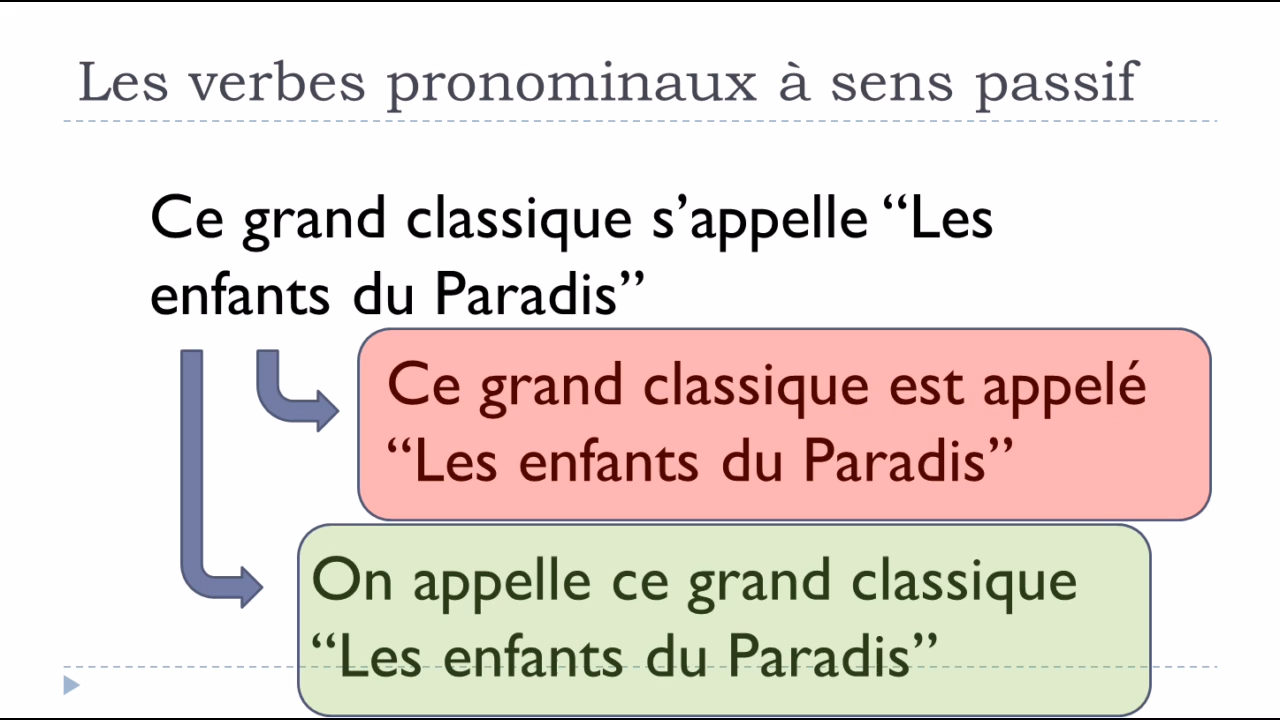 Les verbes pronominaux à sens passif
Ce grand classique s’appelle “Les
enfants du Paradis”
Ce grand classique est appelé
“Les enfants du Paradis”
On appelle ce grand classique
“Les enfants du Paradis”